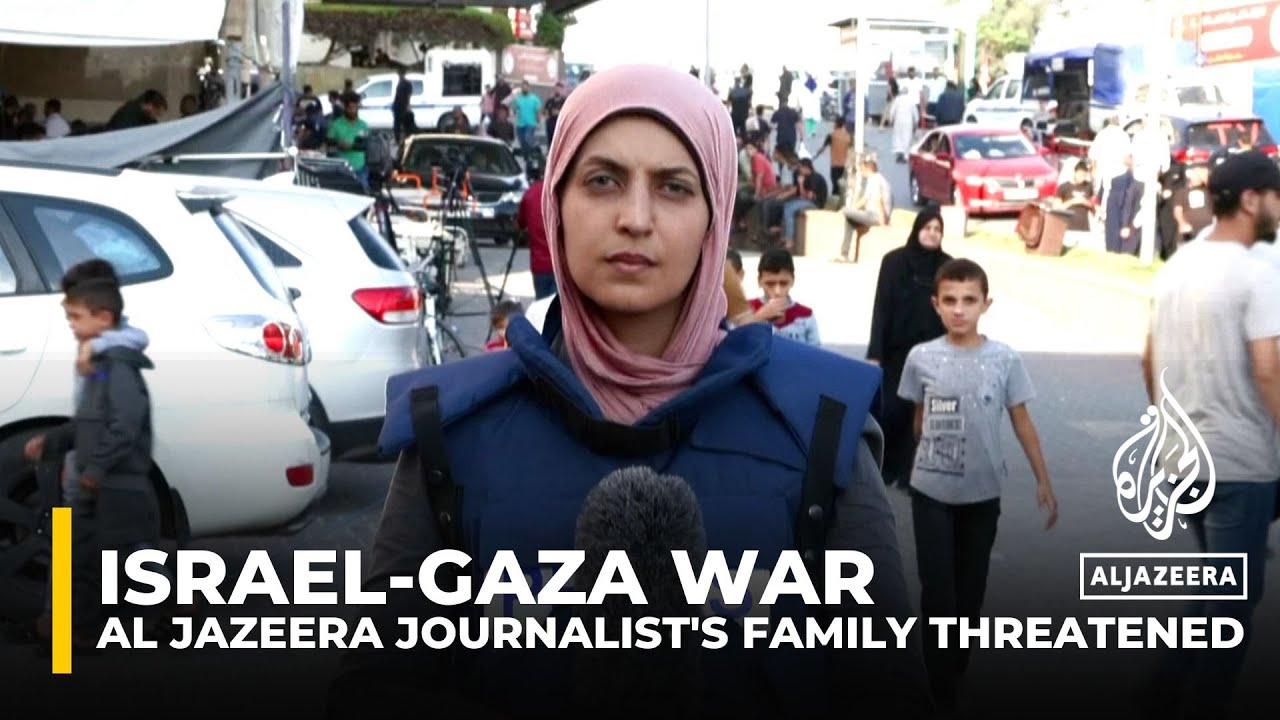 Silver
الجزيرة
ALJAZEERA
ISRAEL-GAZA WAR
AL JAZEERA JOURNALIST'S FAMILY THREATENED